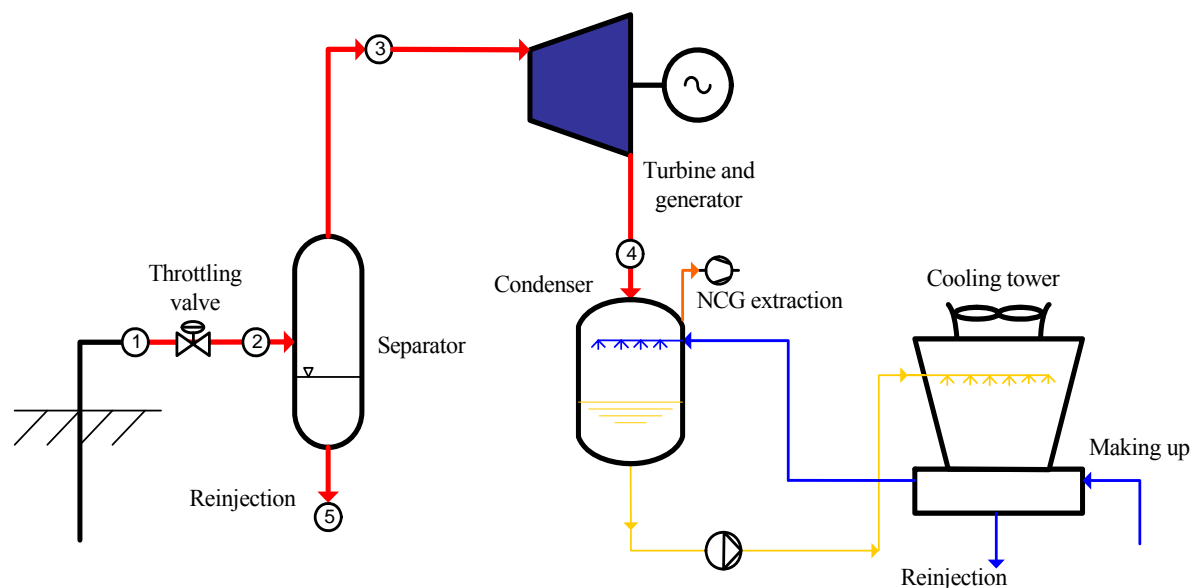 3
Turbine and
generator
4
Throttling
valve
Condenser
NCG extraction
Cooling tower
1
2
Separator
Making up
Reinjection
5
Reinjection